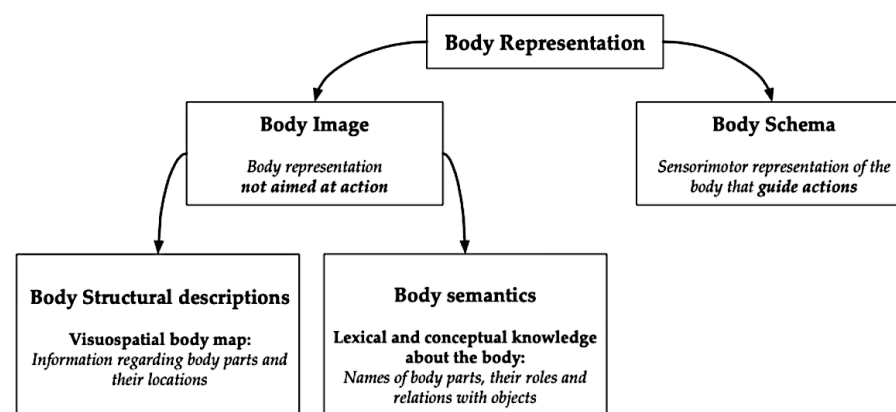 Body Representation
Body Image
Body representation
not aimed at action
Body Schema
Sensorimotor representation of the
body that guide actions
Body Structural descriptions
Visuospatial body map:
Information regarding body parts and
their locations
Body semantics
Lexical and conceptual knowledge
about the body:
Names of body parts, their roles and
relations with objects